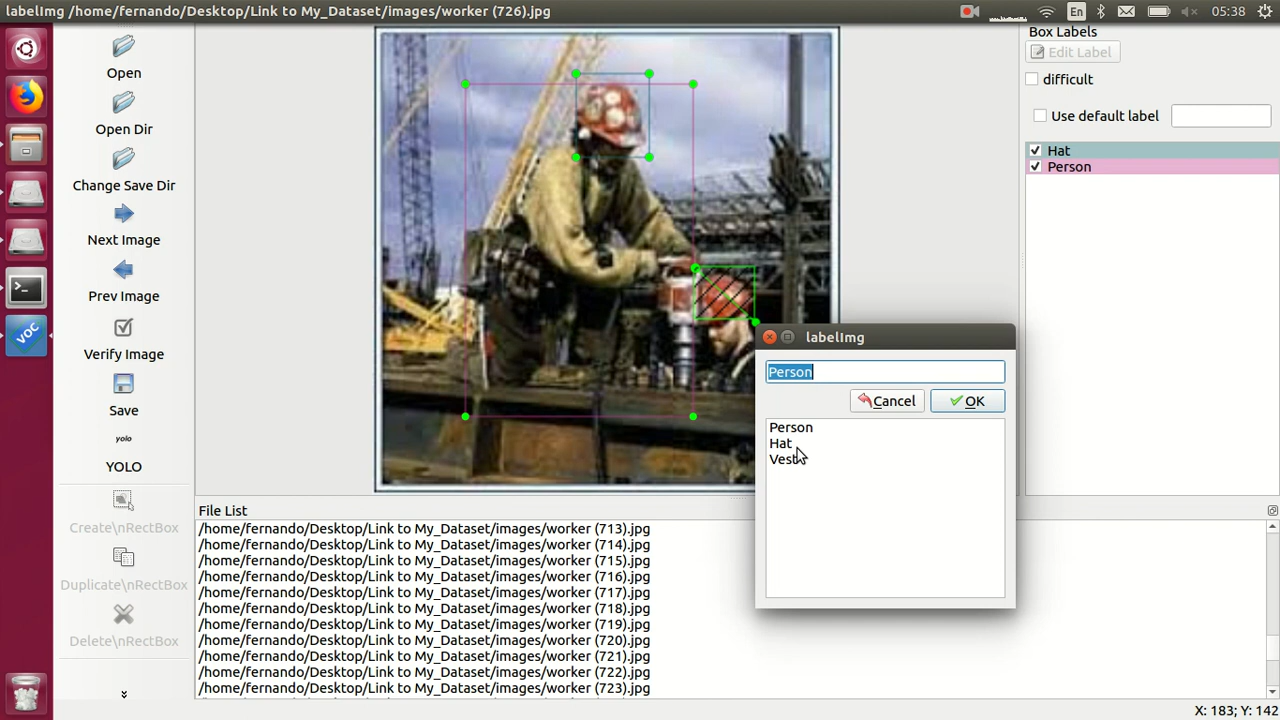 labelImg /home/fernando/Desktop/Link to My_Dataset/images/worker (726).jpg
En
05:38
Open
Open Dir
Change Save Dir
Next Image
Prev Image
Verify Image
Save
yolo
YOLO
Create\nRectBox
Duplicate\nRectBox
Delete\nRectBox
VOC
Box Labels
Edit Label
difficult
Use default label
Hat
Person
labelImg
Person
Cancel
OK
Person
Hat
Vest
File List
/home/fernando/Desktop/Link to My_Dataset/images/worker (713).jpg
/home/fernando/Desktop/Link to My_Dataset/images/worker (714).jpg
/home/fernando/Desktop/Link to My_Dataset/images/worker (715).jpg
/home/fernando/Desktop/Link to My_Dataset/images/worker (716).jpg
/home/fernando/Desktop/Link to My_Dataset/images/worker (717).jpg
/home/fernando/Desktop/Link to My_Dataset/images/worker (718).jpg
/home/fernando/Desktop/Link to My_Dataset/images/worker (719).jpg
/home/fernando/Desktop/Link to My_Dataset/images/worker (720).jpg
/home/fernando/Desktop/Link to My_Dataset/images/worker (721).jpg
/home/fernando/Desktop/Link to My_Dataset/images/worker (722).jpg
/home/fernando/Desktop/Link to My_Dataset/images/worker (723).jpg
X: 183; Y: 142